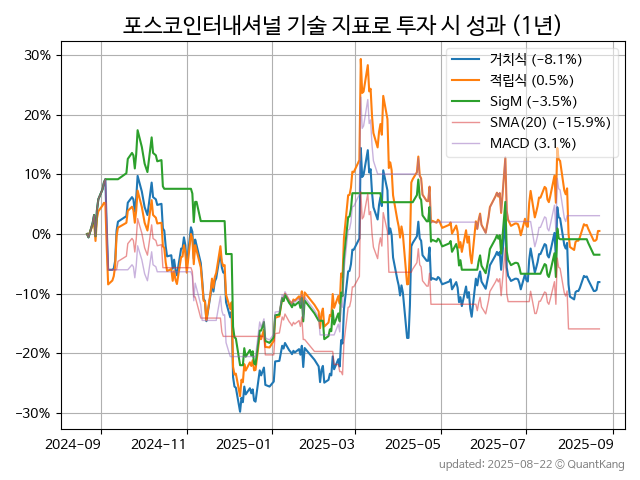 포스코인터내셔널 기술 지표로 투자 시 성과 (1년)
30%
20%
10%
0%
−10%
−20%
−30%
거치식 (−8.1%)
적립식 (0.5%)
SigM (−3.5%)
SMA(20) (−15.9%)
MACD (3.1%)
2024−09
2024−11
2025−01
2025−03
2025−05
2025−07
2025−09
updated: 2025-08-22 © QuantKang